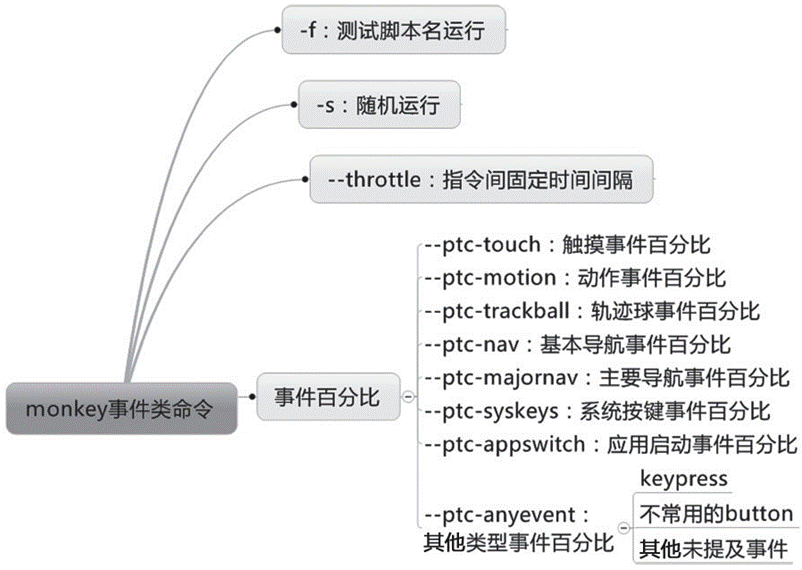 -f：测试脚本名运行
-s：随机运行
--throttle：指令间固定时间间隔
--ptc-touch：触摸事件百分比
--ptc-motion：动作事件百分比
--ptc-trackball：轨迹球事件百分比
--ptc-nav：基本导航事件百分比
--ptc-majornav：主要导航事件百分比
--ptc-syskeys：系统按键事件百分比
--ptc-appswitch：应用启动事件百分比
monkey事件类命令
事件百分比
--ptc-anyevent：
其他类型事件百分比
keypress
不常用的button
其他未提及事件